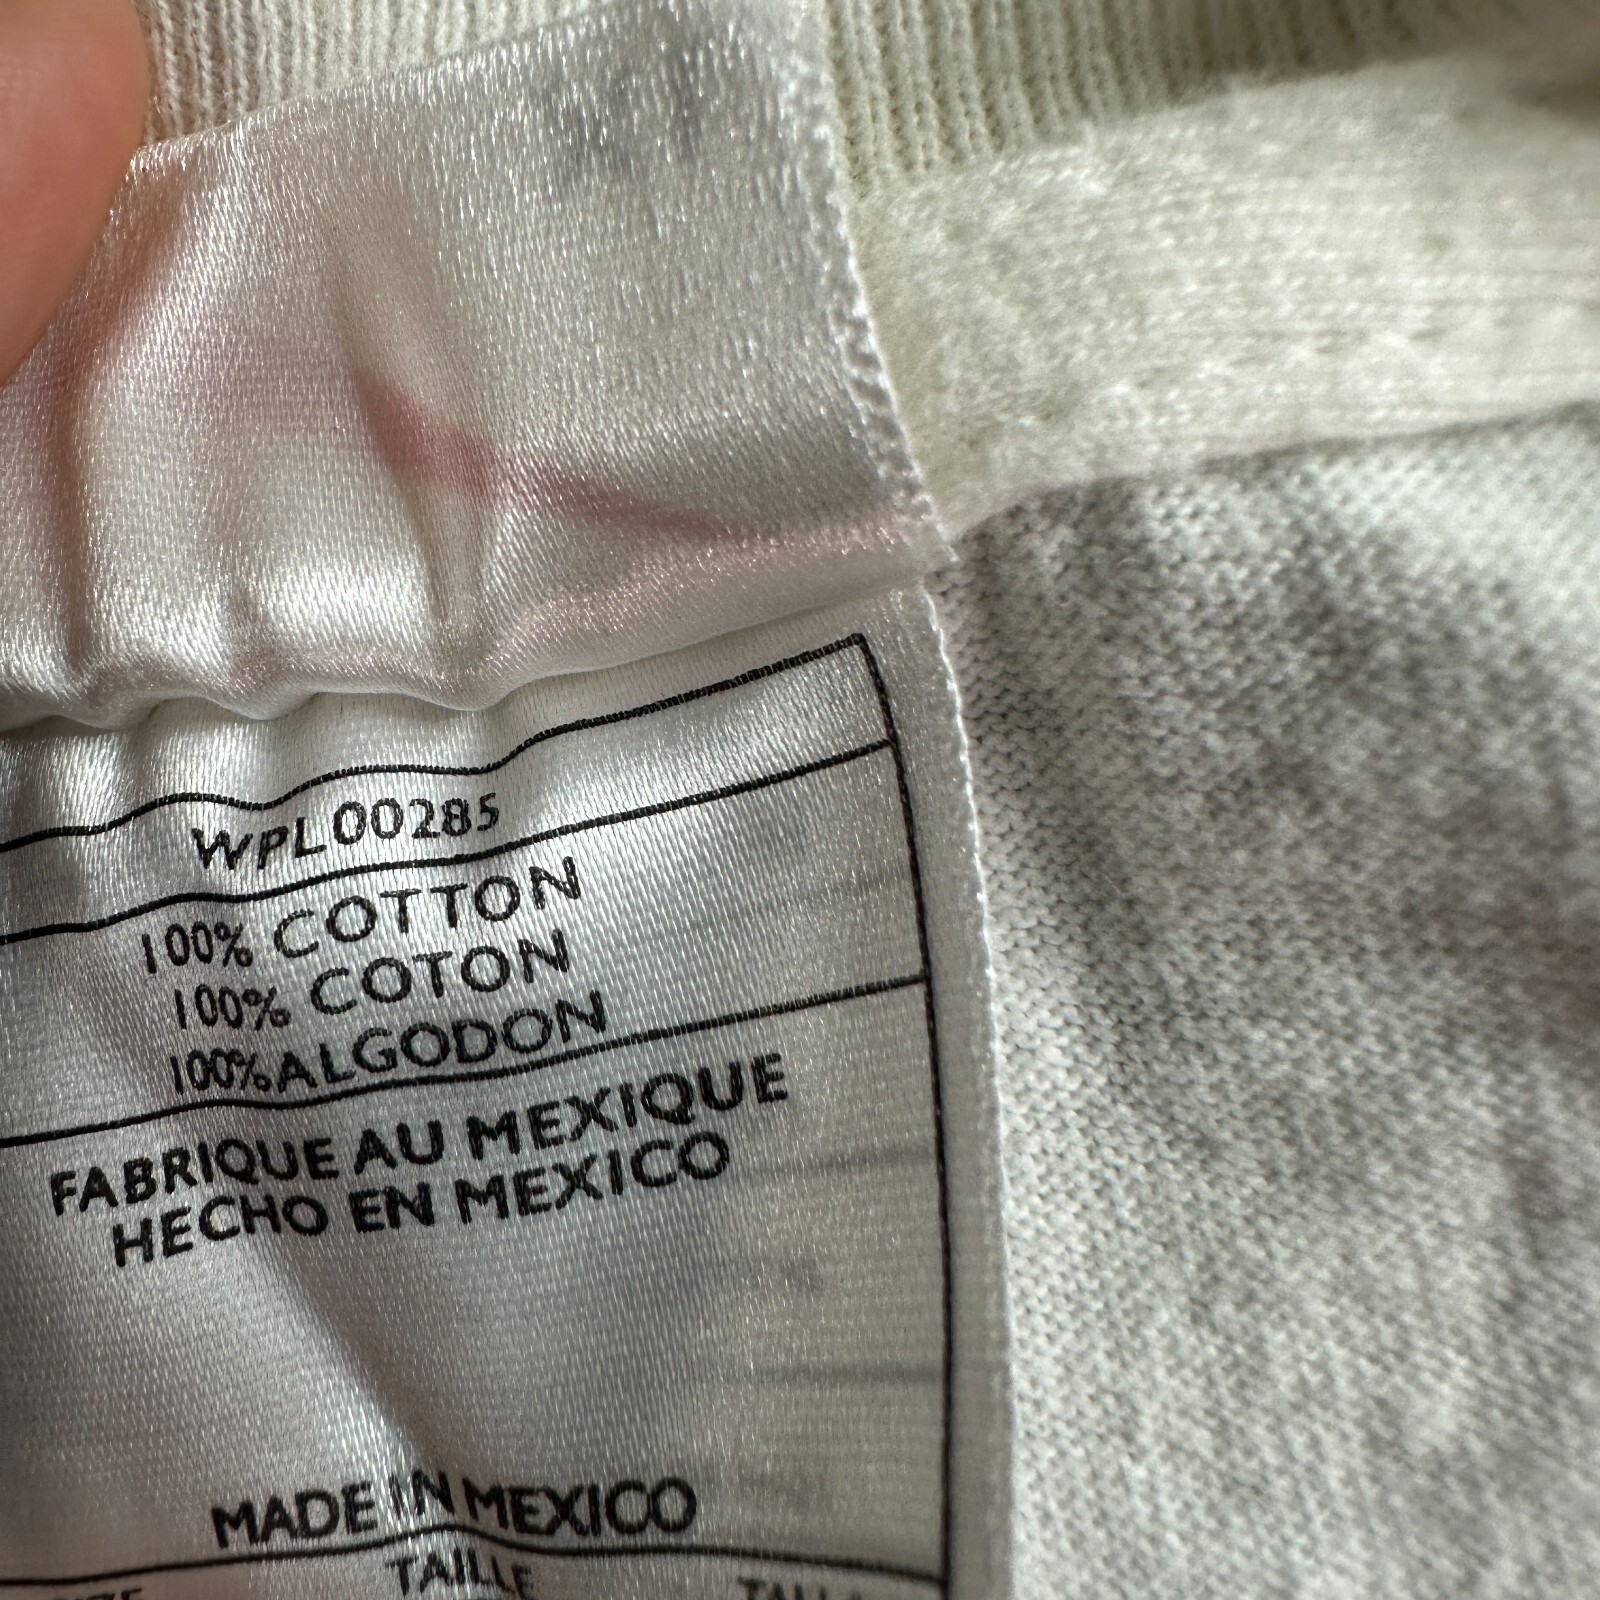 WPL00285
100% COTTON
100% COTON
100% ALGODON
FABRIQUE AU MEXIQUE
HECHO EN MEXICO
MADE IN MEXICO
TAILLE